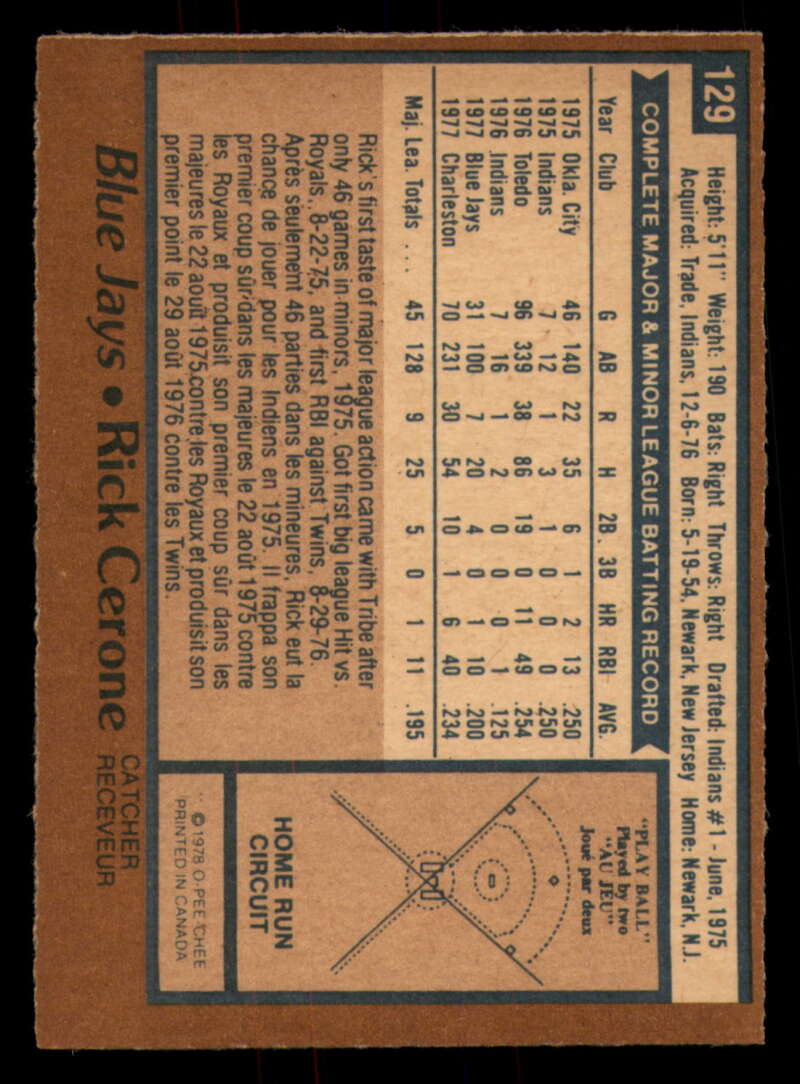 129
Height: 5'11" Weight: 190 Bats: Right Throws: Right Drafted: Indians #1 - June, 1975
Acquired: Trade, Indians, 12-6-76 Born: 5-19-54, Newark, New Jersey Home: Newark, N.J.
COMPLETE MAJOR & MINOR LEAGUE BATTING RECORD
Year Club G AB R H 2B. 3B HR RBI AVG.
1975 Okla. City 46 140 22 35 6 1 2 13 .250
1975 Indians 7 12 1 3 1 0 0 0 .250
1976 Toledo 96 339 38 86 19 0 11 49 .254
1976 Indians 7 16 1 2 0 0 0 1 .125
1977 Blue Jays 31 100 7 20 4 0 1 10 .200
1977 Charleston 70 231 30 54 10 1 6 40 .234
Maj. Lea. Totals ... 45 128 9 25 5 0 1 11 .195
Rick's first taste of major league action came with Tribe after
only 46 games in minors, 1975. Got first big league Hit vs.
Royals, 8-22-75, and first RBI against Twins, 8-29-76.
Après seulement 46 parties dans les mineures, Rick eut la
chance de jouer pour les Indiens en 1975. Il frappa son
premier coup sûr dans les majeures le 22 août 1975 contre
les Royaux et produisit son premier coup sûr dans les
majeures le 22 août 1975 contre les Royaux et produisit son
premier point le 29 août 1976 contre les Twins.
"PLAY BALL"
Played by two
"AU JEU"
Joué par deux
HOME RUN
CIRCUIT
©1978 O-PEE-CHEE
PRINTED IN CANADA
Blue Jays • Rick Cerone CATCHER
RECEVEUR